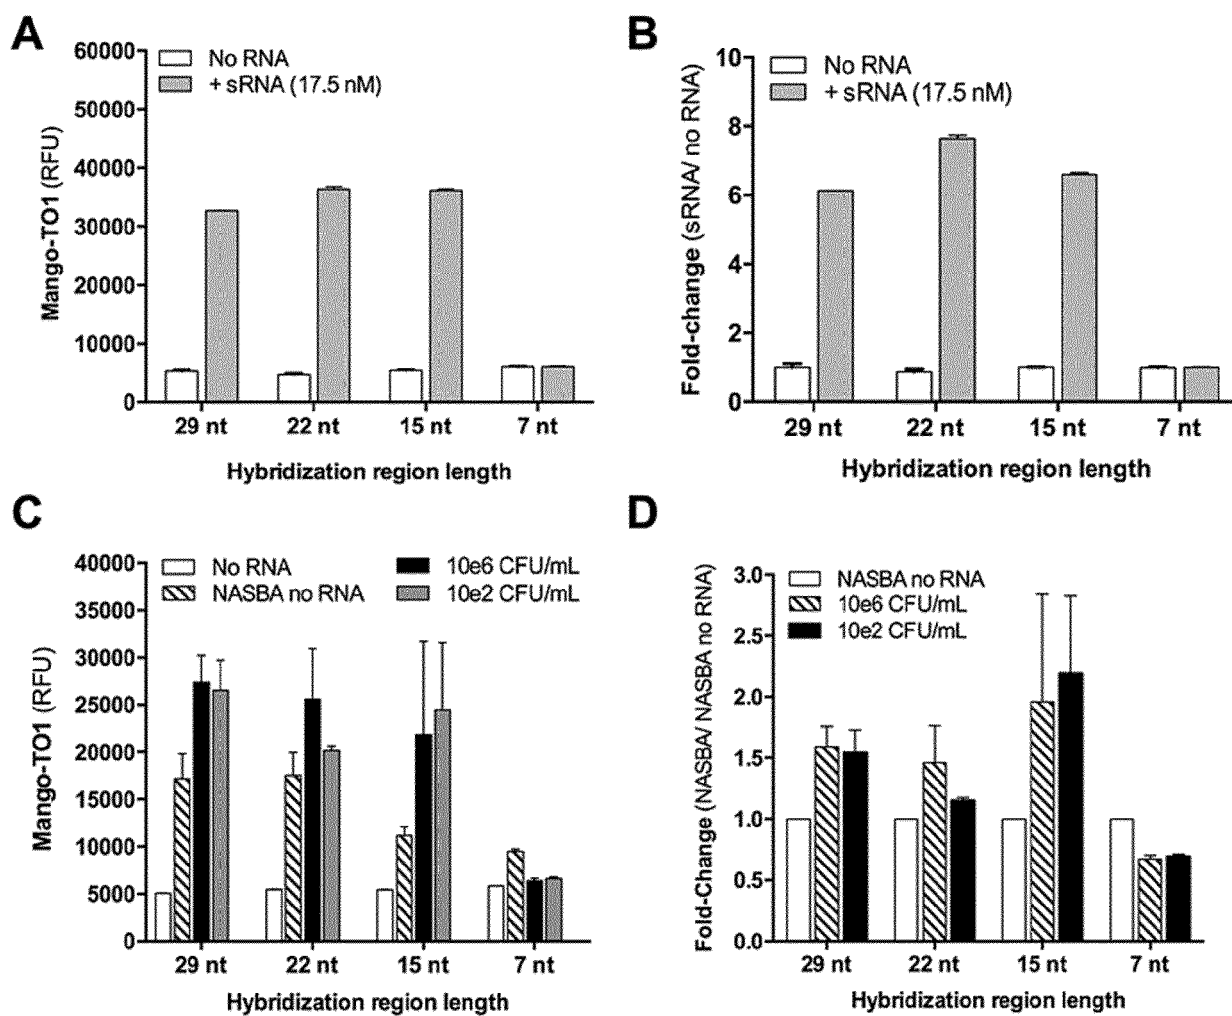 A
Mango-TO1 (RFU)
60000
50000
40000
30000
20000
10000
0
No RNA
+ sRNA (17.5 nM)
29 nt 22 nt 15 nt 7 nt
Hybridization region length
B
Fold-change (sRNA/ no RNA)
10
8
6
4
2
0
No RNA
+ sRNA (17.5 nM)
29 nt 22 nt 15 nt 7 nt
Hybridization region length
C
Mango-TO1 (RFU)
40000
35000
30000
25000
20000
15000
10000
5000
0
No RNA
NASBA no RNA
10e6 CFU/mL
10e2 CFU/mL
29 nt 22 nt 15 nt 7 nt
Hybridization region length
D
Fold-Change (NASBA/ NASBA no RNA)
3.0
2.5
2.0
1.5
1.0
0.5
0.0
NASBA no RNA
10e6 CFU/mL
10e2 CFU/mL
29 nt 22 nt 15 nt 7 nt
Hybridization region length